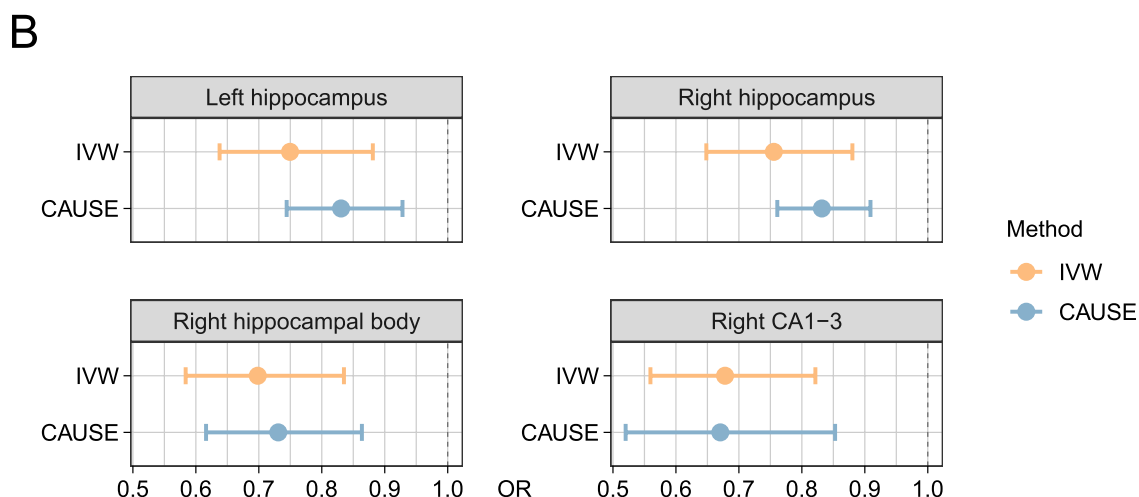 B
Left hippocampus
Right hippocampus
IVW
IVW
CAUSE
CAUSE
Method
IVW
CAUSE
Right hippocampal body
Right CA1−3
IVW
IVW
CAUSE
CAUSE
0.5 0.6 0.7 0.8 0.9 1.0 OR 0.5 0.6 0.7 0.8 0.9 1.0